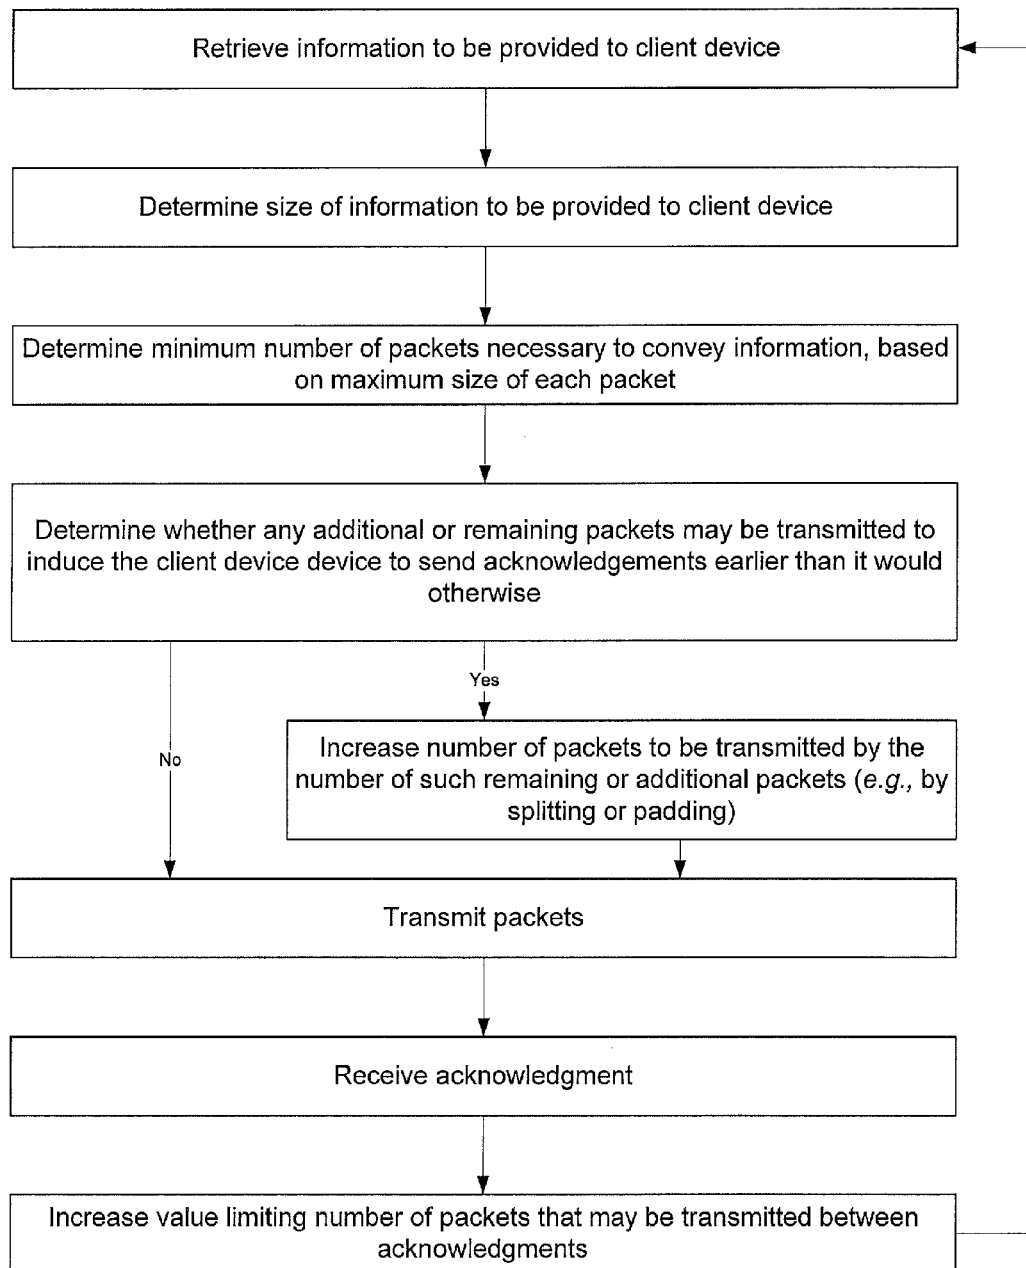 Retrieve information to be provided to client device
Determine size of information to be provided to client device
Determine minimum number of packets necessary to convey information, based
on maximum size of each packet
Determine whether any additional or remaining packets may be transmitted to
induce the client device device to send acknowledgements earlier than it would
otherwise
Yes
No
Increase number of packets to be transmitted by the
number of such remaining or additional packets (e.g., by
splitting or padding)
Transmit packets
Receive acknowledgment
Increase value limiting number of packets that may be transmitted between
acknowledgments